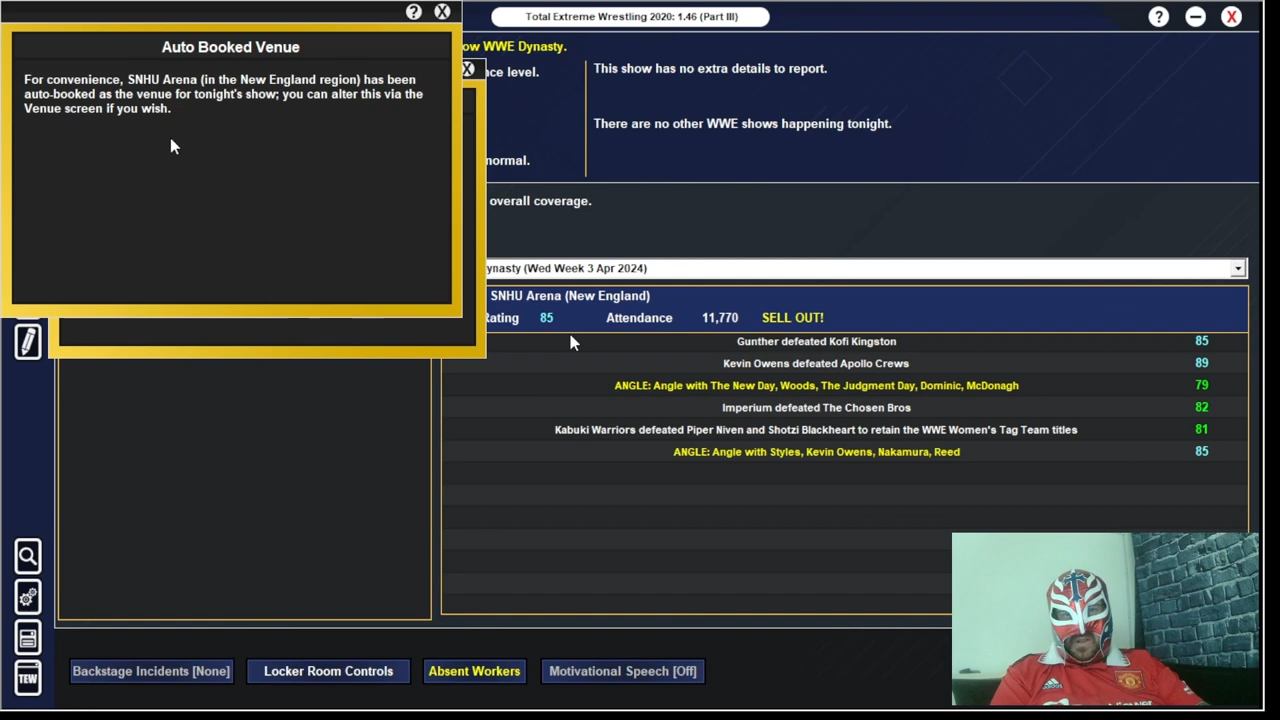 Total Extreme Wrestling 2020: 1.46 (Part III)
Auto Booked Venue
For convenience, SNHU Arena (in the New England region) has been
auto-booked as the venue for tonight's show; you can alter this via the
Venue screen if you wish.
ow WWE Dynasty.
nce level.
This show has no extra details to report.
There are no other WWE shows happening tonight.
normal.
overall coverage.
ynasty (Wed Week 3 Apr 2024)
SNHU Arena (New England)
Rating 85 Attendance 11,770 SELL OUT!
Gunther defeated Kofi Kingston 85
Kevin Owens defeated Apollo Crews 89
ANGLE: Angle with The New Day, Woods, The Judgment Day, Dominic, McDonagh 79
Imperium defeated The Chosen Bros 82
Kabuki Warriors defeated Piper Niven and Shotzi Blackheart to retain the WWE Women's Tag Team titles 81
ANGLE: Angle with Styles, Kevin Owens, Nakamura, Reed 85
TEW
Backstage Incidents [None] Locker Room Controls Absent Workers Motivational Speech [Off]